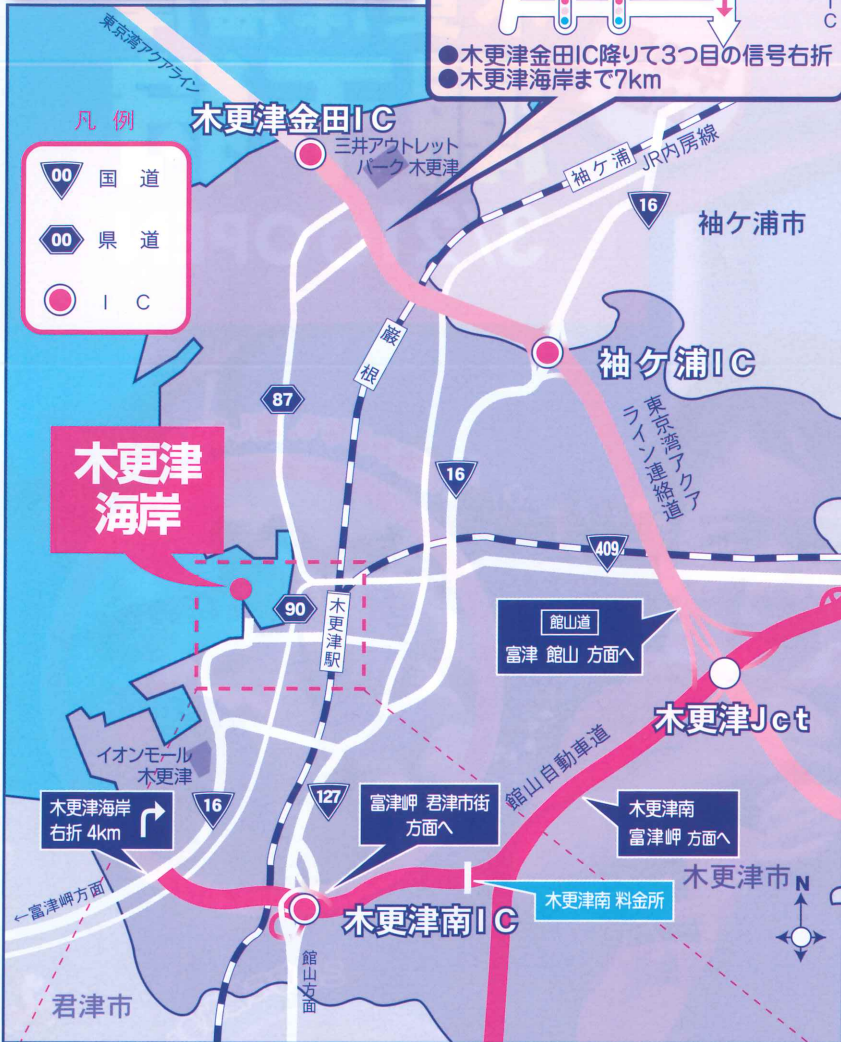 I
C
●木更津金田IC降りて3つ目の信号右折
●木更津海岸まで7km
東京湾アクアライン
凡例
00 国道
00 県道
IC
木更津金田IC
三井アウトレット
パーク 木更津
袖ケ浦
JR内房線
16
袖ケ浦市
巌根
袖ケ浦IC
87
東京湾アクア
ライン連絡道
木更津
海岸
16
409
90
木更津駅
館山道
富津 館山 方面へ
木更津Jct
イオンモール
木更津
館山自動車道
木更津海岸
右折 4km
16
127
富津岬 君津市街
方面へ
木更津南
富津岬 方面へ
木更津市
N
←富津岬方面
木更津南IC
木更津南 料金所
館山方面
君津市